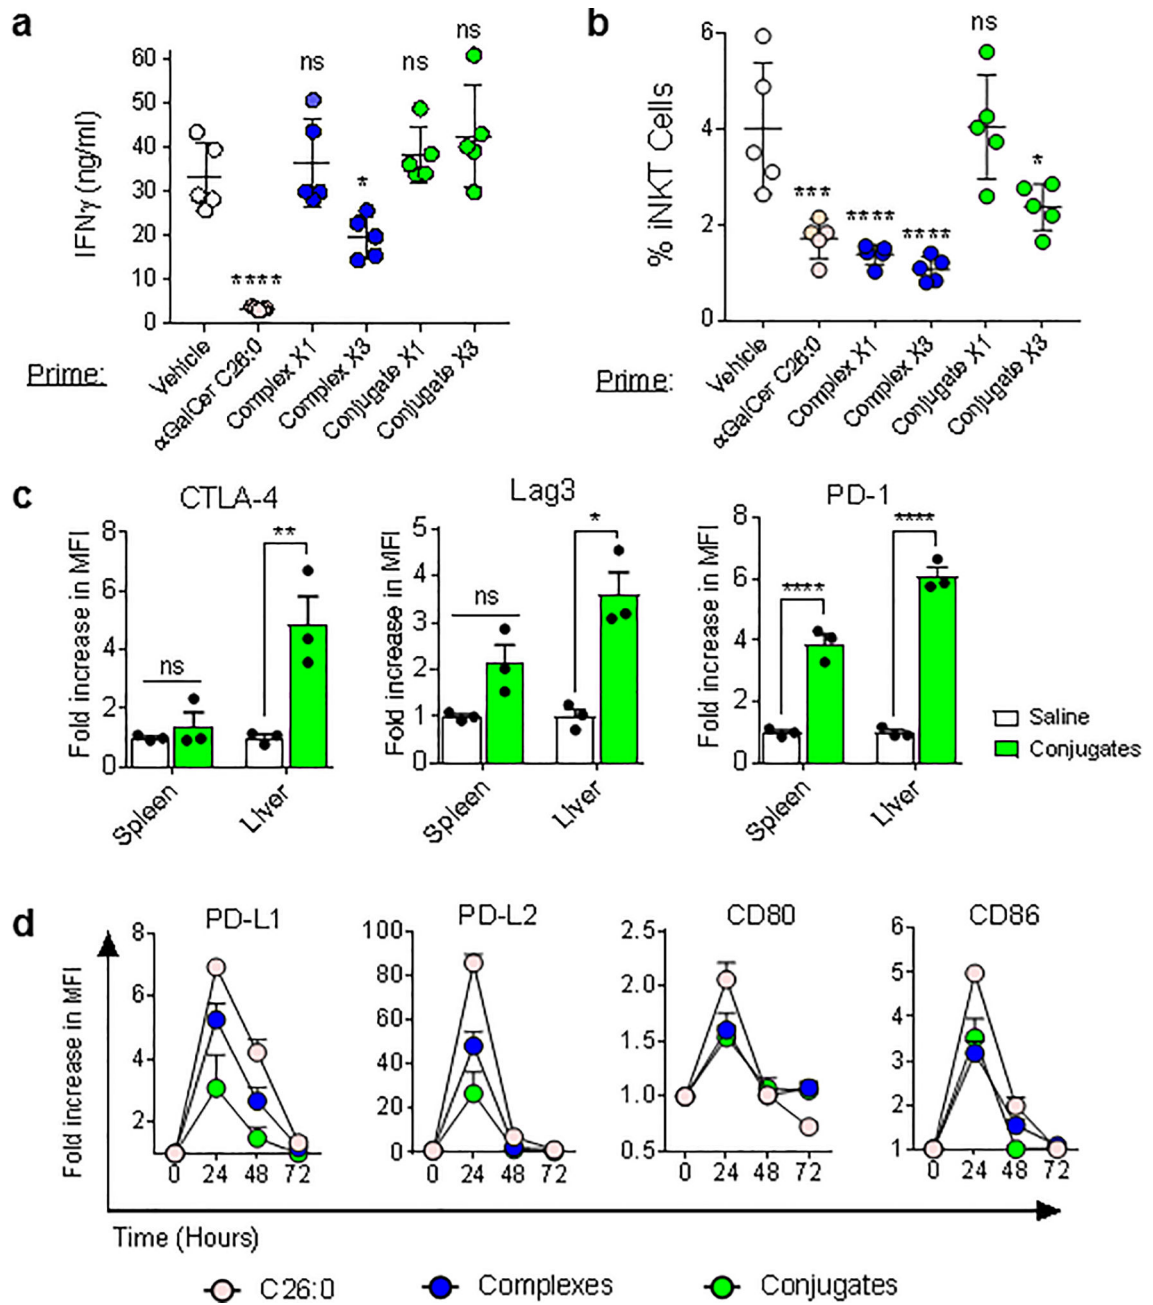 a
IFNγ (ng/ml)
60
50
40
30
20
10
0
ns
****
ns
*
ns
ns
Prime:
Vehicle
αGalCer C26:0
Complex X1
Complex X3
Conjugate X1
Conjugate X3
b
% iNKT Cells
6
4
2
0
***
****
****
ns
*
Prime:
Vehicle
αGalCer C26:0
Complex X1
Complex X3
Conjugate X1
Conjugate X3
c
CTLA-4
Fold increase in MFI
8
6
4
2
0
ns
**
Spleen
Liver
Lag3
Fold increase in MFI
5
4
3
2
1
0
ns
*
Spleen
Liver
PD-1
Fold increase in MFI
8
6
4
2
0
****
****
Spleen
Liver
Saline
Conjugates
d
Fold increase in MFI
PD-L1
8
6
4
2
0 24 48 72
PD-L2
100
80
60
40
20
0
0 24 48 72
CD80
2.5
2.0
1.5
1.0
0.5
0 24 48 72
CD86
6
5
4
3
2
1
0 24 48 72
Time (Hours)
C26:0 Complexes Conjugates